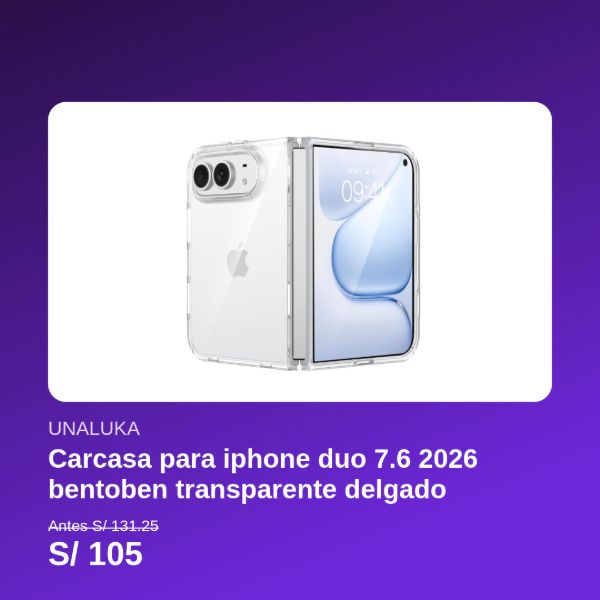 09:41
UNALUKA
Carcasa para iphone duo 7.6 2026
bentoben transparente delgado
Antes S/ 131.25
S/ 105